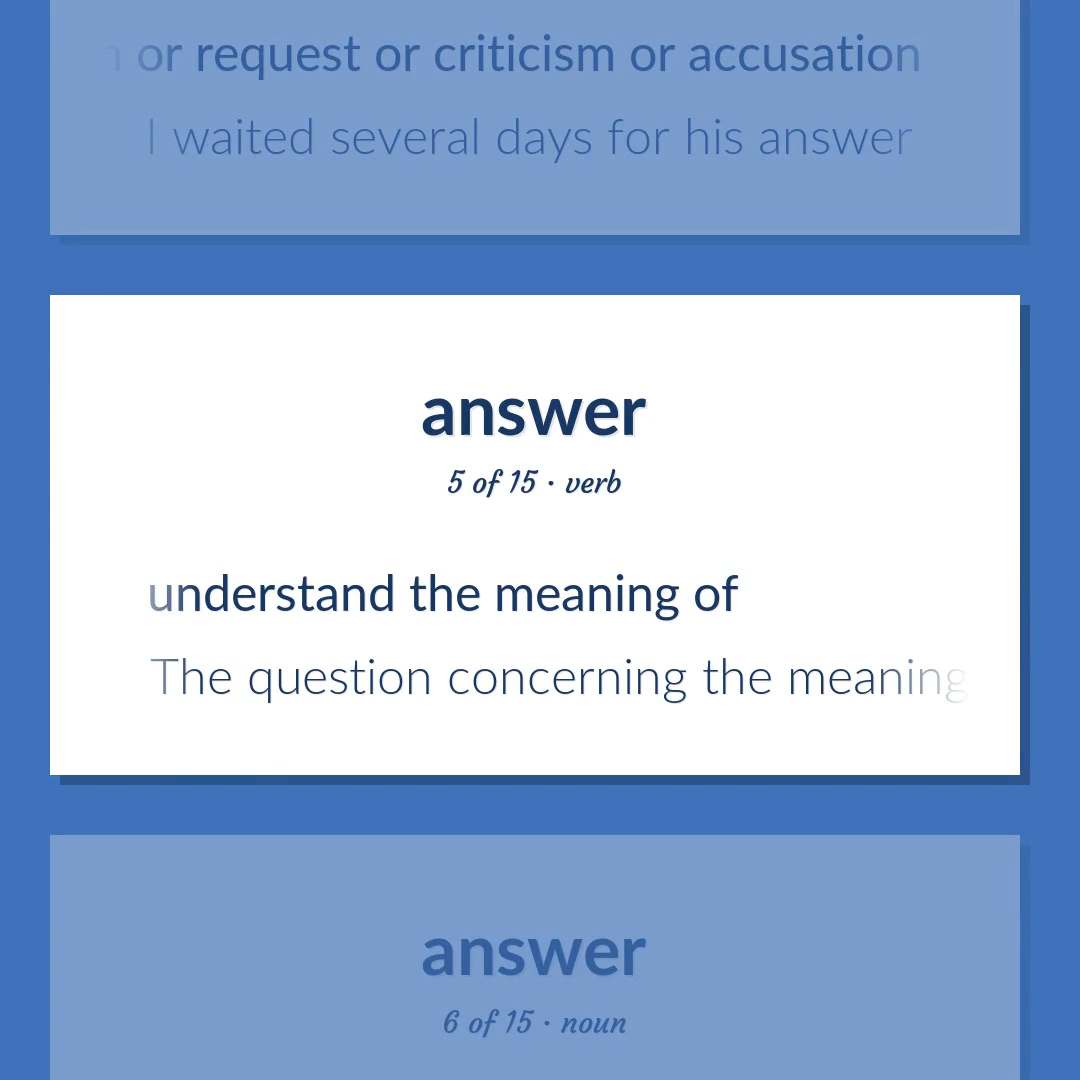 or request or criticism or accusation
I waited several days for his answer
answer
5 of 15 · verb
understand the meaning of
The question concerning the meaning
answer
6 of 15 · noun